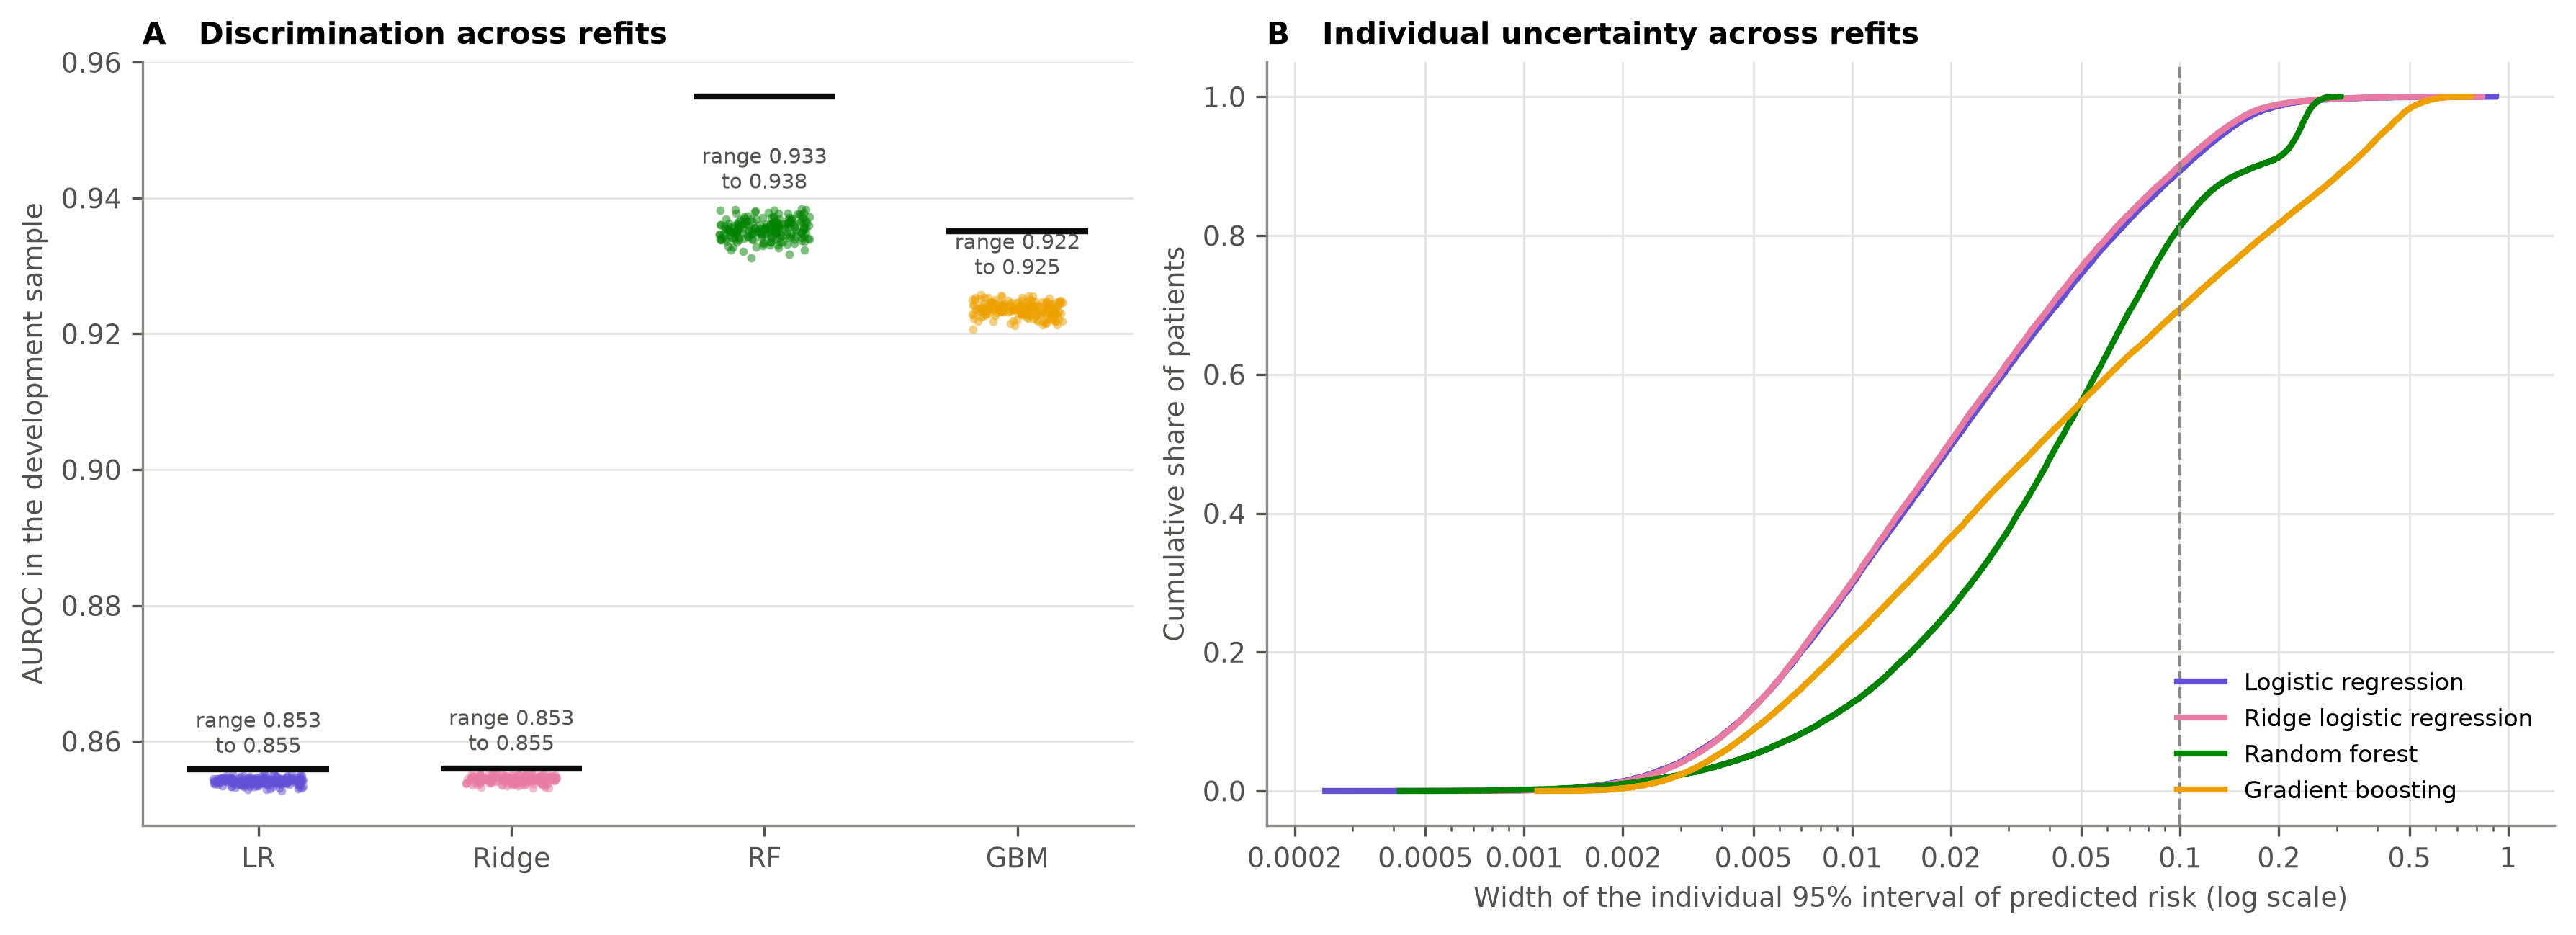 A Discrimination across refits
AUROC in the development sample
0.96
0.94
0.92
0.90
0.88
0.86
range 0.853
to 0.855
range 0.853
to 0.855
range 0.933
to 0.938
range 0.922
to 0.925
LR
Ridge
RF
GBM
B Individual uncertainty across refits
Cumulative share of patients
1.0
0.8
0.6
0.4
0.2
0.0
Logistic regression
Ridge logistic regression
Random forest
Gradient boosting
0.0002
0.0005
0.001
0.002
0.005
0.01
0.02
0.05
0.1
0.2
0.5
1
Width of the individual 95% interval of predicted risk (log scale)